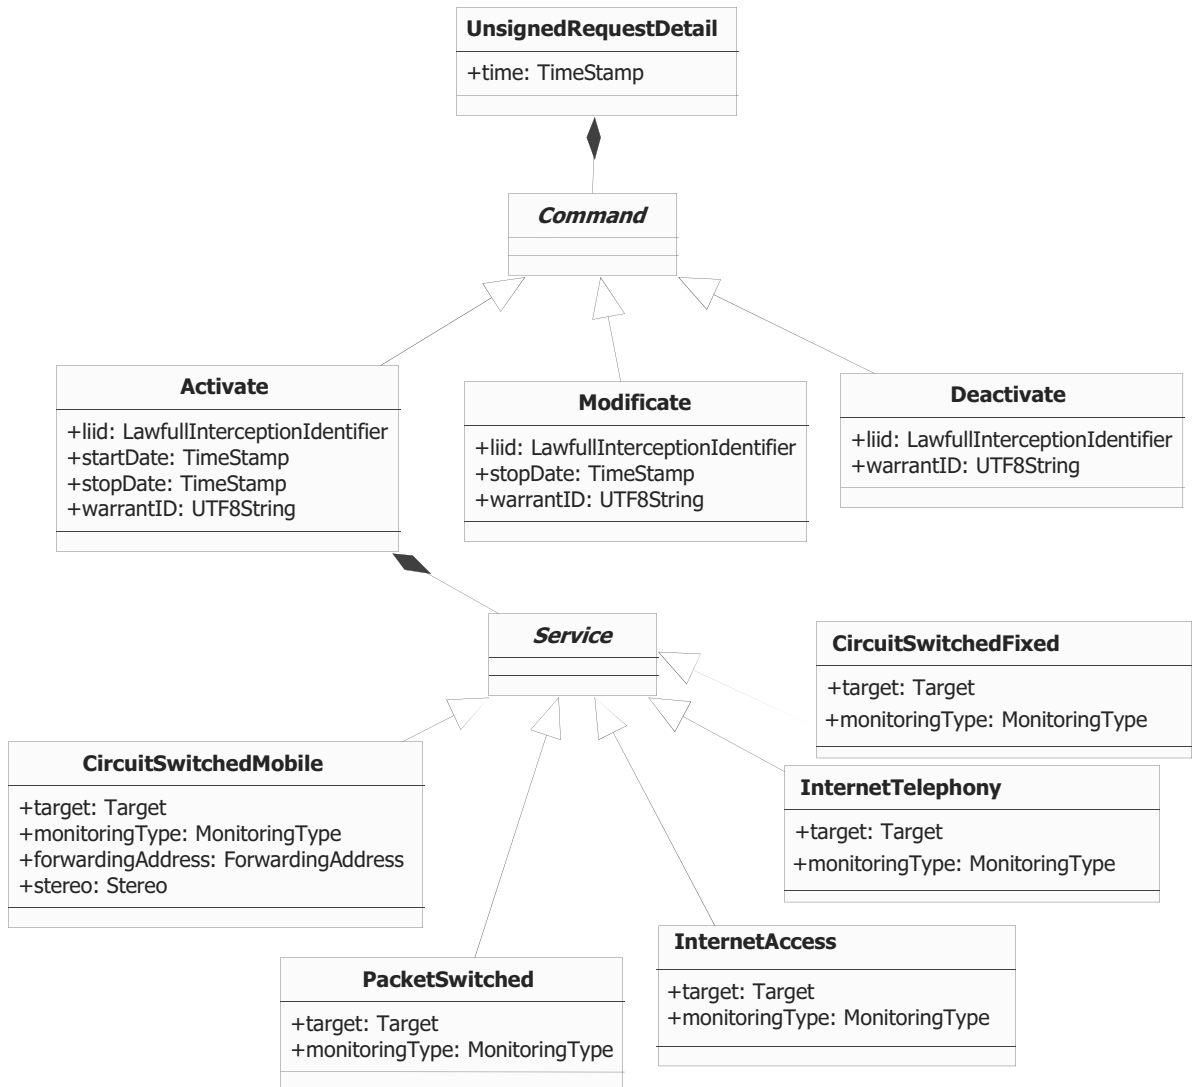 UnsignedRequestDetail
+time: TimeStamp
Command
Activate
+liid: LawfullInterceptionIdentifier
+startDate: TimeStamp
+stopDate: TimeStamp
+warrantID: UTF8String
Modificate
+liid: LawfullInterceptionIdentifier
+stopDate: TimeStamp
+warrantID: UTF8String
Deactivate
+liid: LawfullInterceptionIdentifier
+warrantID: UTF8String
Service
CircuitSwitchedFixed
+target: Target
+monitoringType: MonitoringType
CircuitSwitchedMobile
+target: Target
+monitoringType: MonitoringType
+forwardingAddress: ForwardingAddress
+stereo: Stereo
InternetTelephony
+target: Target
+monitoringType: MonitoringType
InternetAccess
+target: Target
+monitoringType: MonitoringType
PacketSwitched
+target: Target
+monitoringType: MonitoringType